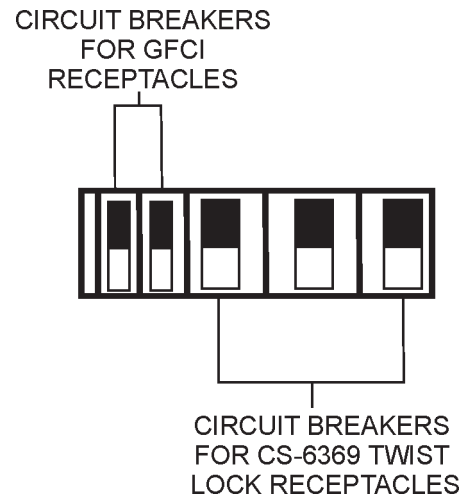 CIRCUIT BREAKERS
FOR GFCI
RECEPTACLES
CIRCUIT BREAKERS
FOR CS-6369 TWIST
LOCK RECEPTACLES